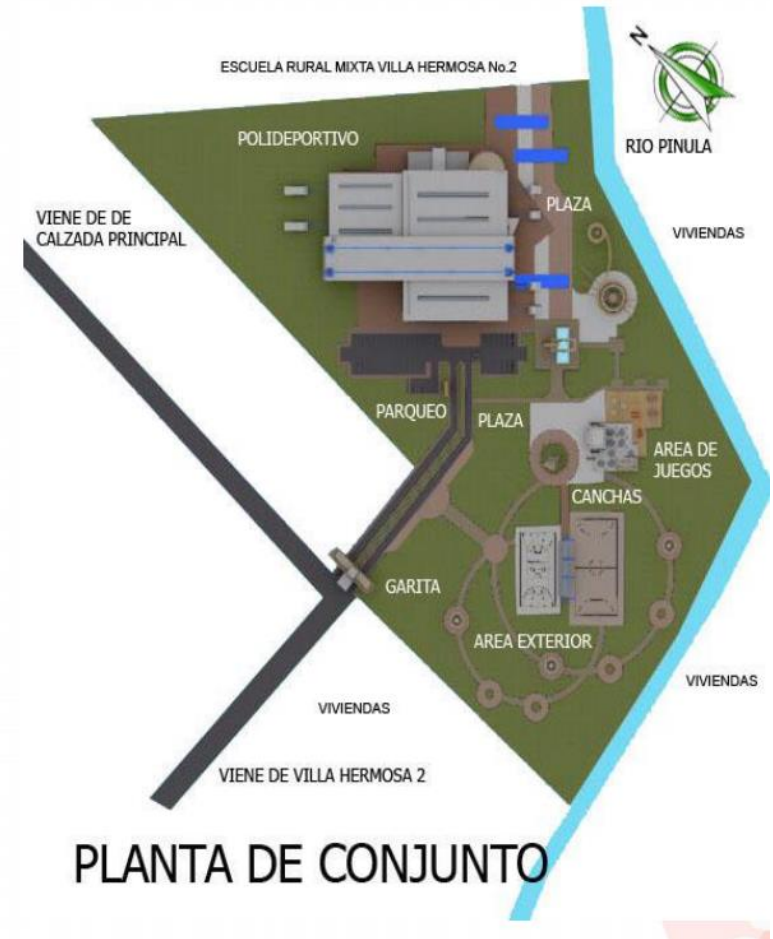 N
ESCUELA RURAL MIXTA VILLA HERMOSA No.2
POLIDEPORTIVO
RIO PINULA
PLAZA
VIENE DE DE
CALZADA PRINCIPAL
VIVIENDAS
PARQUEO
PLAZA
AREA DE
JUEGOS
CANCHAS
GARITA
AREA EXTERIOR
VIVIENDAS
VIVIENDAS
VIENE DE VILLA HERMOSA 2
PLANTA DE CONJUNTO